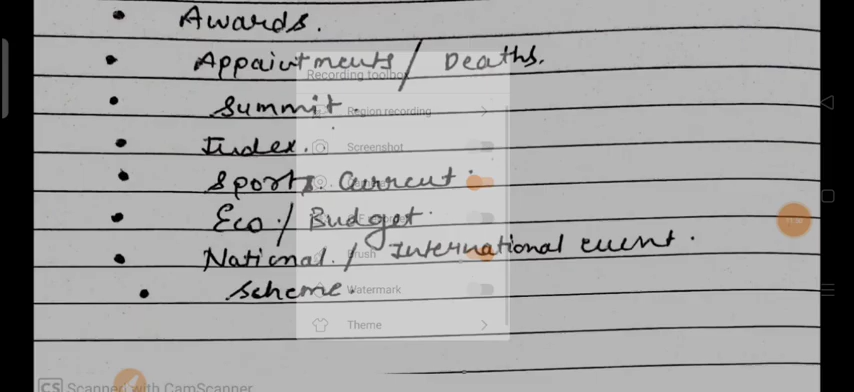 Awards.
Appointments / Deaths.
Recording toolbox
Summit.
Region recording
Index.
Screenshot
Sports Current.
Eco. / Budget.
National / International event.
Brush
Scheme.
Watermark
Theme
CS Scanned with CamScanner